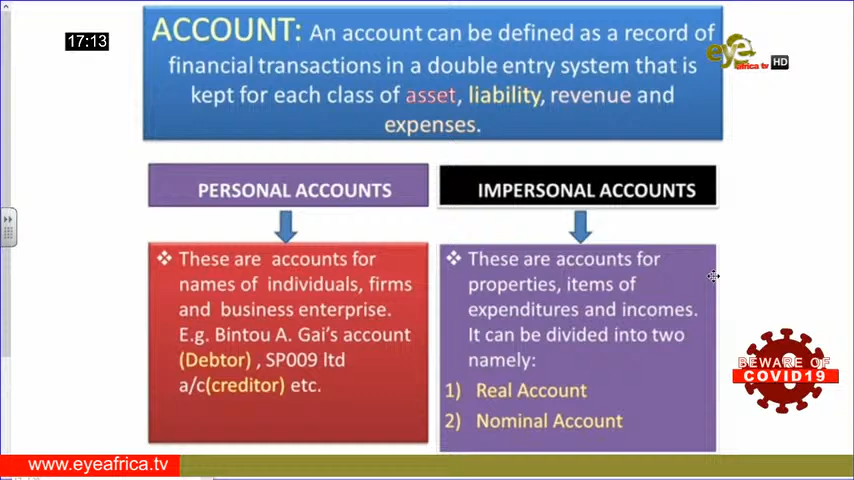 17:13
ACCOUNT: An account can be defined as a record of
financial transactions in a double entry system that is
kept for each class of asset, liability, revenue and
expenses.
eye
africa tv HD
PERSONAL ACCOUNTS
❖ These are accounts for
names of individuals, firms
and business enterprise.
E.g. Bintou A. Gai's account
(Debtor) , SP009 ltd
a/c(creditor) etc.
IMPERSONAL ACCOUNTS
❖ These are accounts for
properties, items of
expenditures and incomes.
It can be divided into two
namely:
1) Real Account
2) Nominal Account
BEWARE OF
COVID19
www.eyeafrica.tv